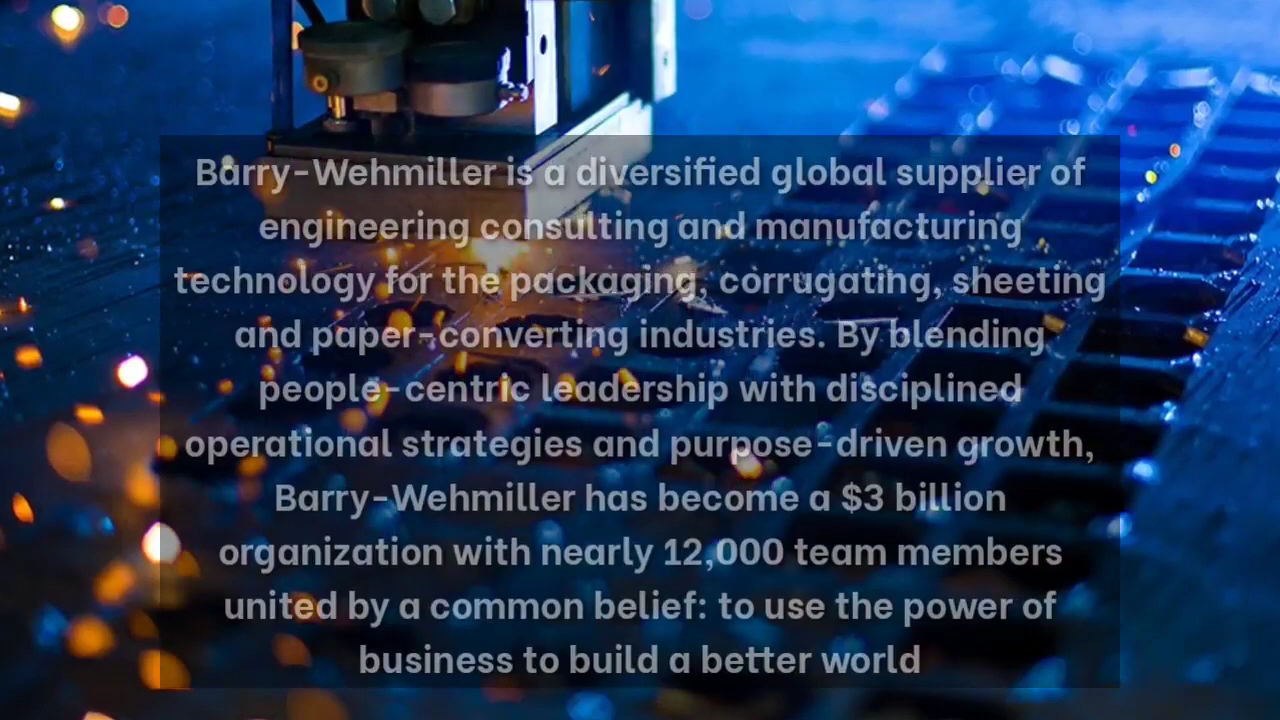 Barry-Wehmiller is a diversified global supplier of
engineering consulting and manufacturing
technology for the packaging, corrugating, sheeting
and paper-converting industries. By blending
people-centric leadership with disciplined
operational strategies and purpose-driven growth,
Barry-Wehmiller has become a $3 billion
organization with nearly 12,000 team members
united by a common belief: to use the power of
business to build a better world